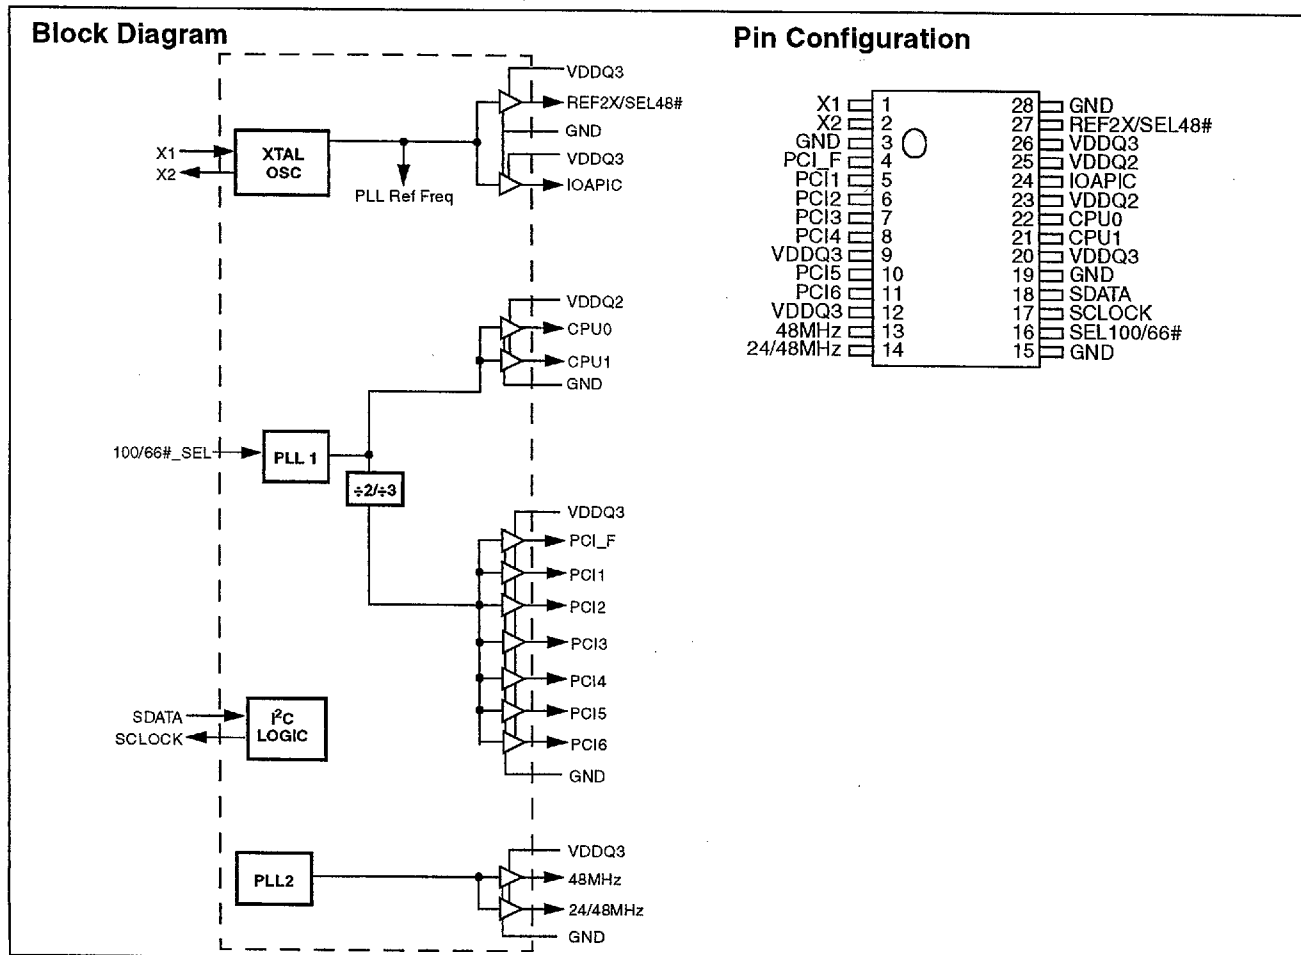 Block Diagram
VDDQ3
REF2X/SEL48#
GND
X1
X2
XTAL
OSC
VDDQ3
IOAPIC
PLL Ref Freq
VDDQ2
CPU0
CPU1
GND
100/66#_SEL
PLL 1
÷2/÷3
VDDQ3
PCI_F
PCI1
PCI2
PCI3
PCI4
PCI5
PCI6
GND
SDATA
SCLOCK
I²C
LOGIC
VDDQ3
PLL2
48MHz
24/48MHz
GND
Pin Configuration
X1 1 28 GND
X2 2 27 REF2X/SEL48#
GND 3 26 VDDQ3
PCI_F 4 25 VDDQ2
PCI1 5 24 IOAPIC
PCI2 6 23 VDDQ2
PCI3 7 22 CPU0
PCI4 8 21 CPU1
VDDQ3 9 20 VDDQ3
PCI5 10 19 GND
PCI6 11 18 SDATA
VDDQ3 12 17 SCLOCK
48MHz 13 16 SEL100/66#
24/48MHz 14 15 GND